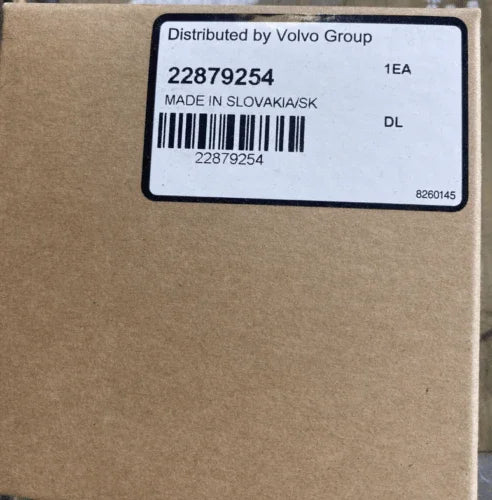 Distributed by Volvo Group
22879254
1EA
MADE IN SLOVAKIA/SK
DL
22879254
8260145